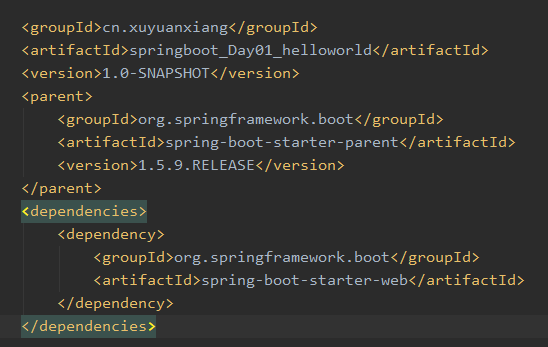 <groupId>cn.xuyuanxiang</groupId>
<artifactId>springboot_Day01_helloworld</artifactId>
<version>1.0-SNAPSHOT</version>
<parent>
    <groupId>org.springframework.boot</groupId>
    <artifactId>spring-boot-starter-parent</artifactId>
    <version>1.5.9.RELEASE</version>
</parent>
<dependencies>
    <dependency>
        <groupId>org.springframework.boot</groupId>
        <artifactId>spring-boot-starter-web</artifactId>
    </dependency>
</dependencies>